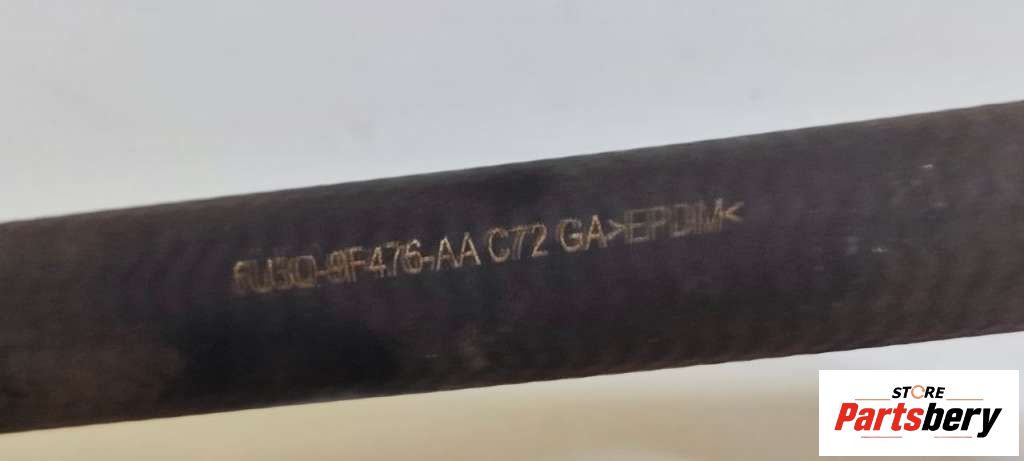 6U3Q-9F476-AA C72 GA>EPDM<
STORE
Partsbery